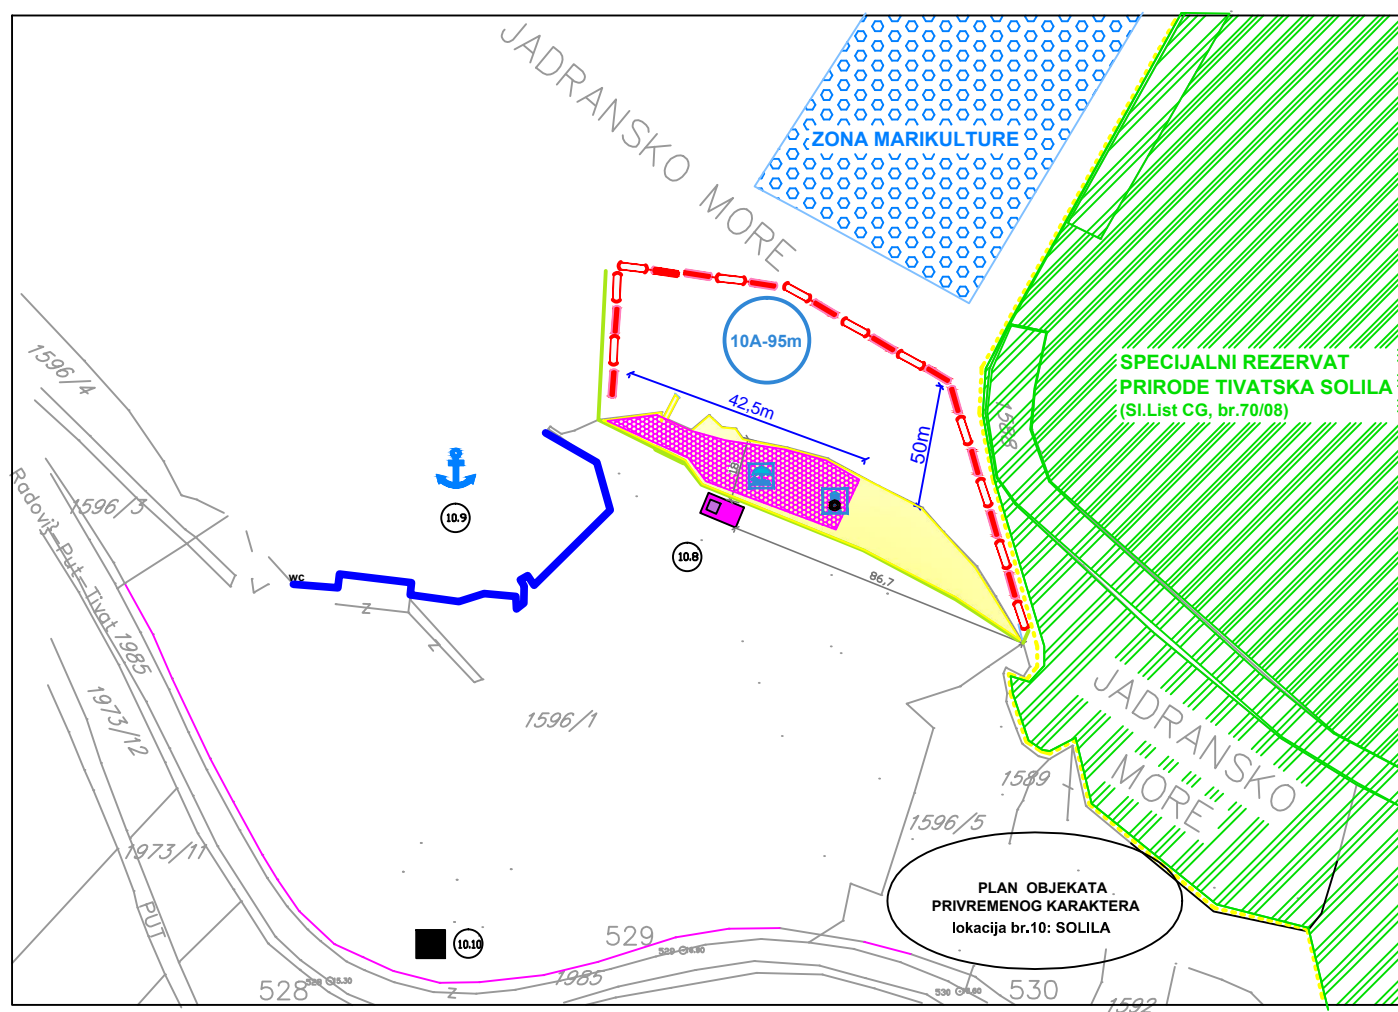 JADRANSKO MORE
ZONA MARIKULTURE
SPECIJALNI REZERVAT
PRIRODE TIVATSKA SOLILA
(Sl.List CG, br.70/08)
10A-95m
42,5m
50m
1588
1596/4
1596/3
Radovi
Put-Tivat 1985
10.9
10.8
86,7
WC
Z
Z
1973/12
1596/1
JADRANSKO
MORE
1589
1596/5
1973/11
PUT
10.10
PLAN OBJEKATA
PRIVREMENOG KARAKTERA
lokacija br.10: SOLILA
529
1985
528
Z
530
1592